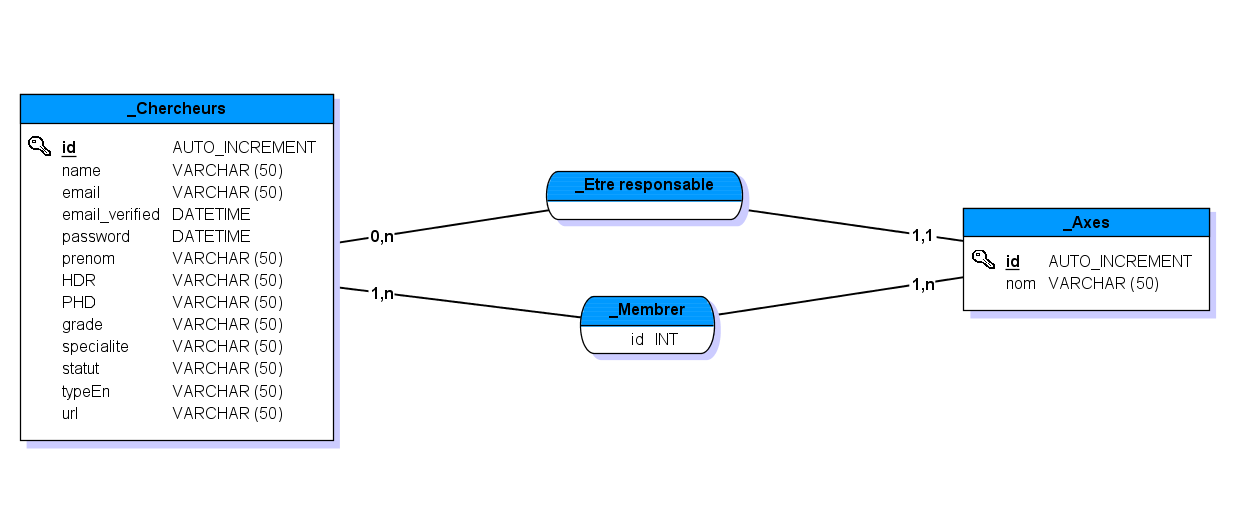 _Chercheurs
id AUTO_INCREMENT
name VARCHAR (50)
email VARCHAR (50)
email_verified DATETIME
password DATETIME
prenom VARCHAR (50)
HDR VARCHAR (50)
PHD VARCHAR (50)
grade VARCHAR (50)
specialite VARCHAR (50)
statut VARCHAR (50)
typeEn VARCHAR (50)
url VARCHAR (50)
0,n
1,n
_Etre responsable
_Membrer
id INT
1,1
1,n
_Axes
id AUTO_INCREMENT
nom VARCHAR (50)